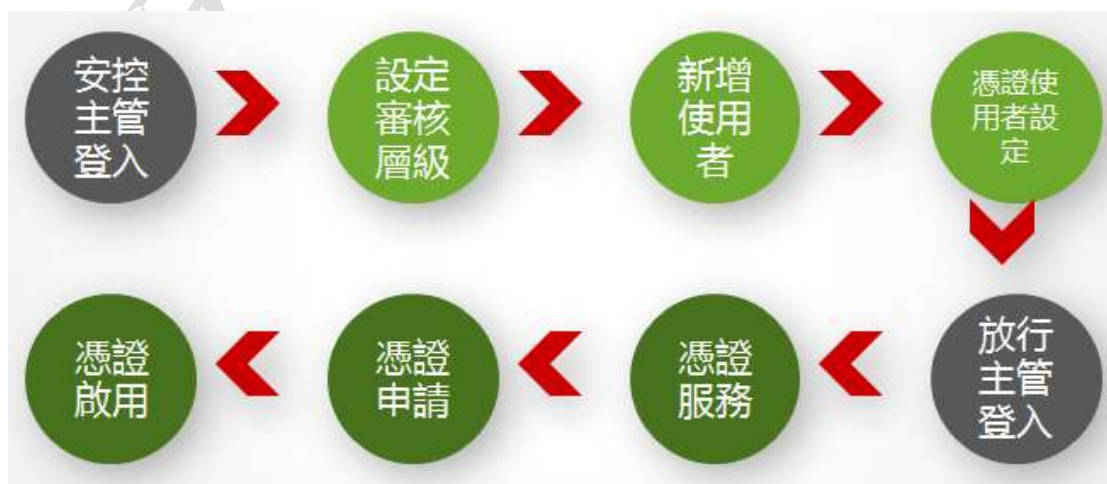 安控
主管
登入
設定
審核
層級
新增
使用
者
憑證使
用者設
定
放行
主管
登入
憑證
服務
憑證
申請
憑證
啟用